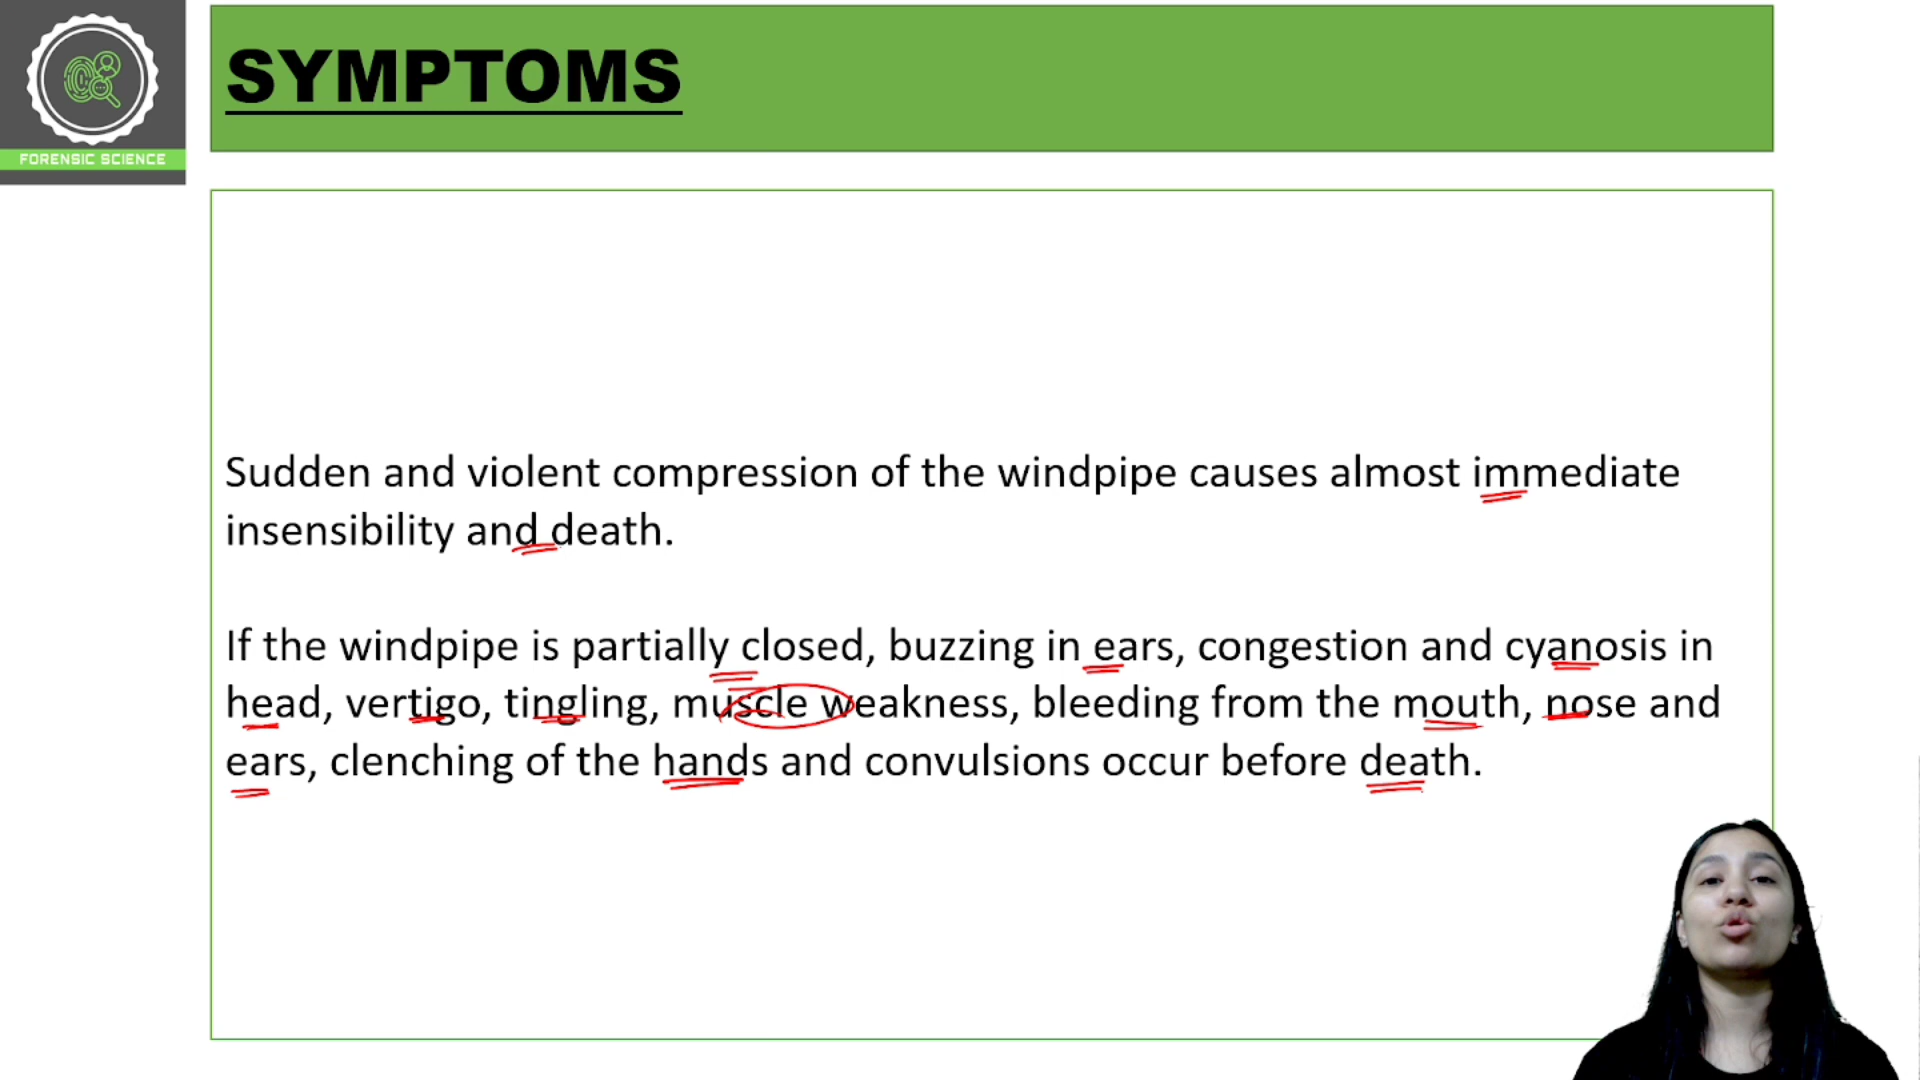 SYMPTOMS
FORENSIC SCIENCE
Sudden and violent compression of the windpipe causes almost immediate
insensibility and death.
If the windpipe is partially closed, buzzing in ears, congestion and cyanosis in
head, vertigo, tingling, muscle weakness, bleeding from the mouth, nose and
ears, clenching of the hands and convulsions occur before death.